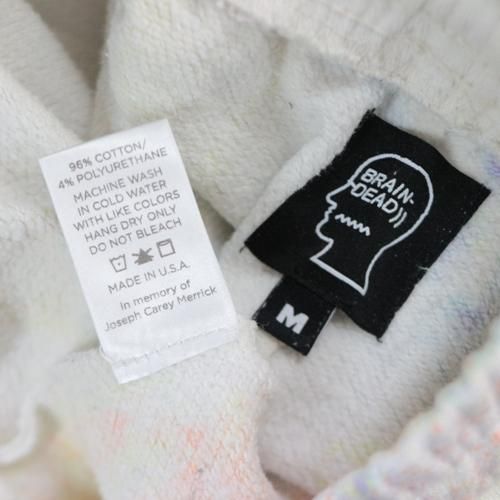 96% COTTON/
4% POLYURETHANE
MACHINE WASH
IN COLD WATER
WITH LIKE COLORS
HANG DRY ONLY
DO NOT BLEACH
MADE IN U.S.A.
In memory of
Joseph Carey Merrick
BRAIN-
DEAD))
M